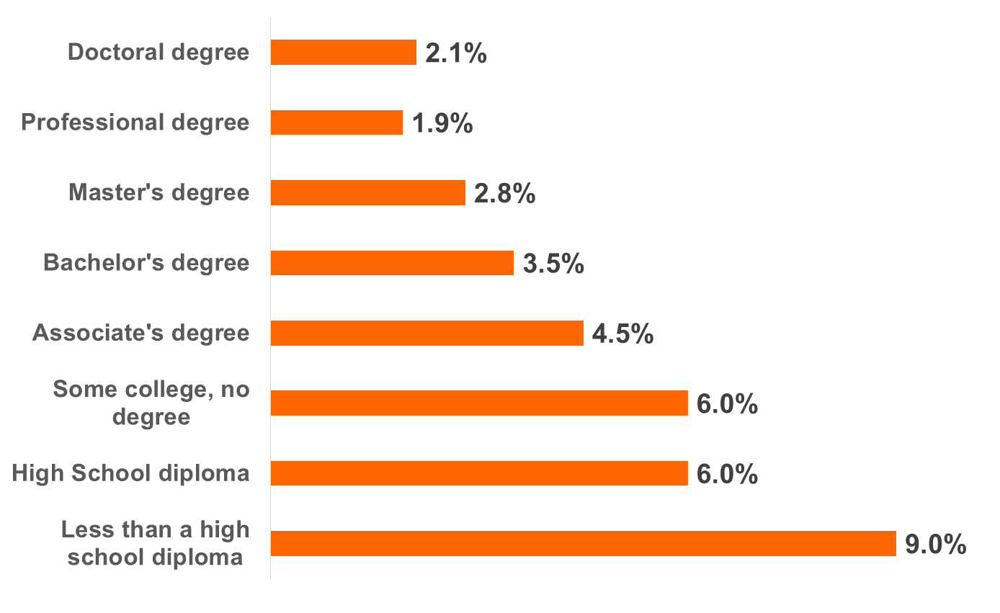 Doctoral degree 2.1%
Professional degree 1.9%
Master's degree 2.8%
Bachelor's degree 3.5%
Associate's degree 4.5%
Some college, no
degree 6.0%
High School diploma 6.0%
Less than a high
school diploma 9.0%